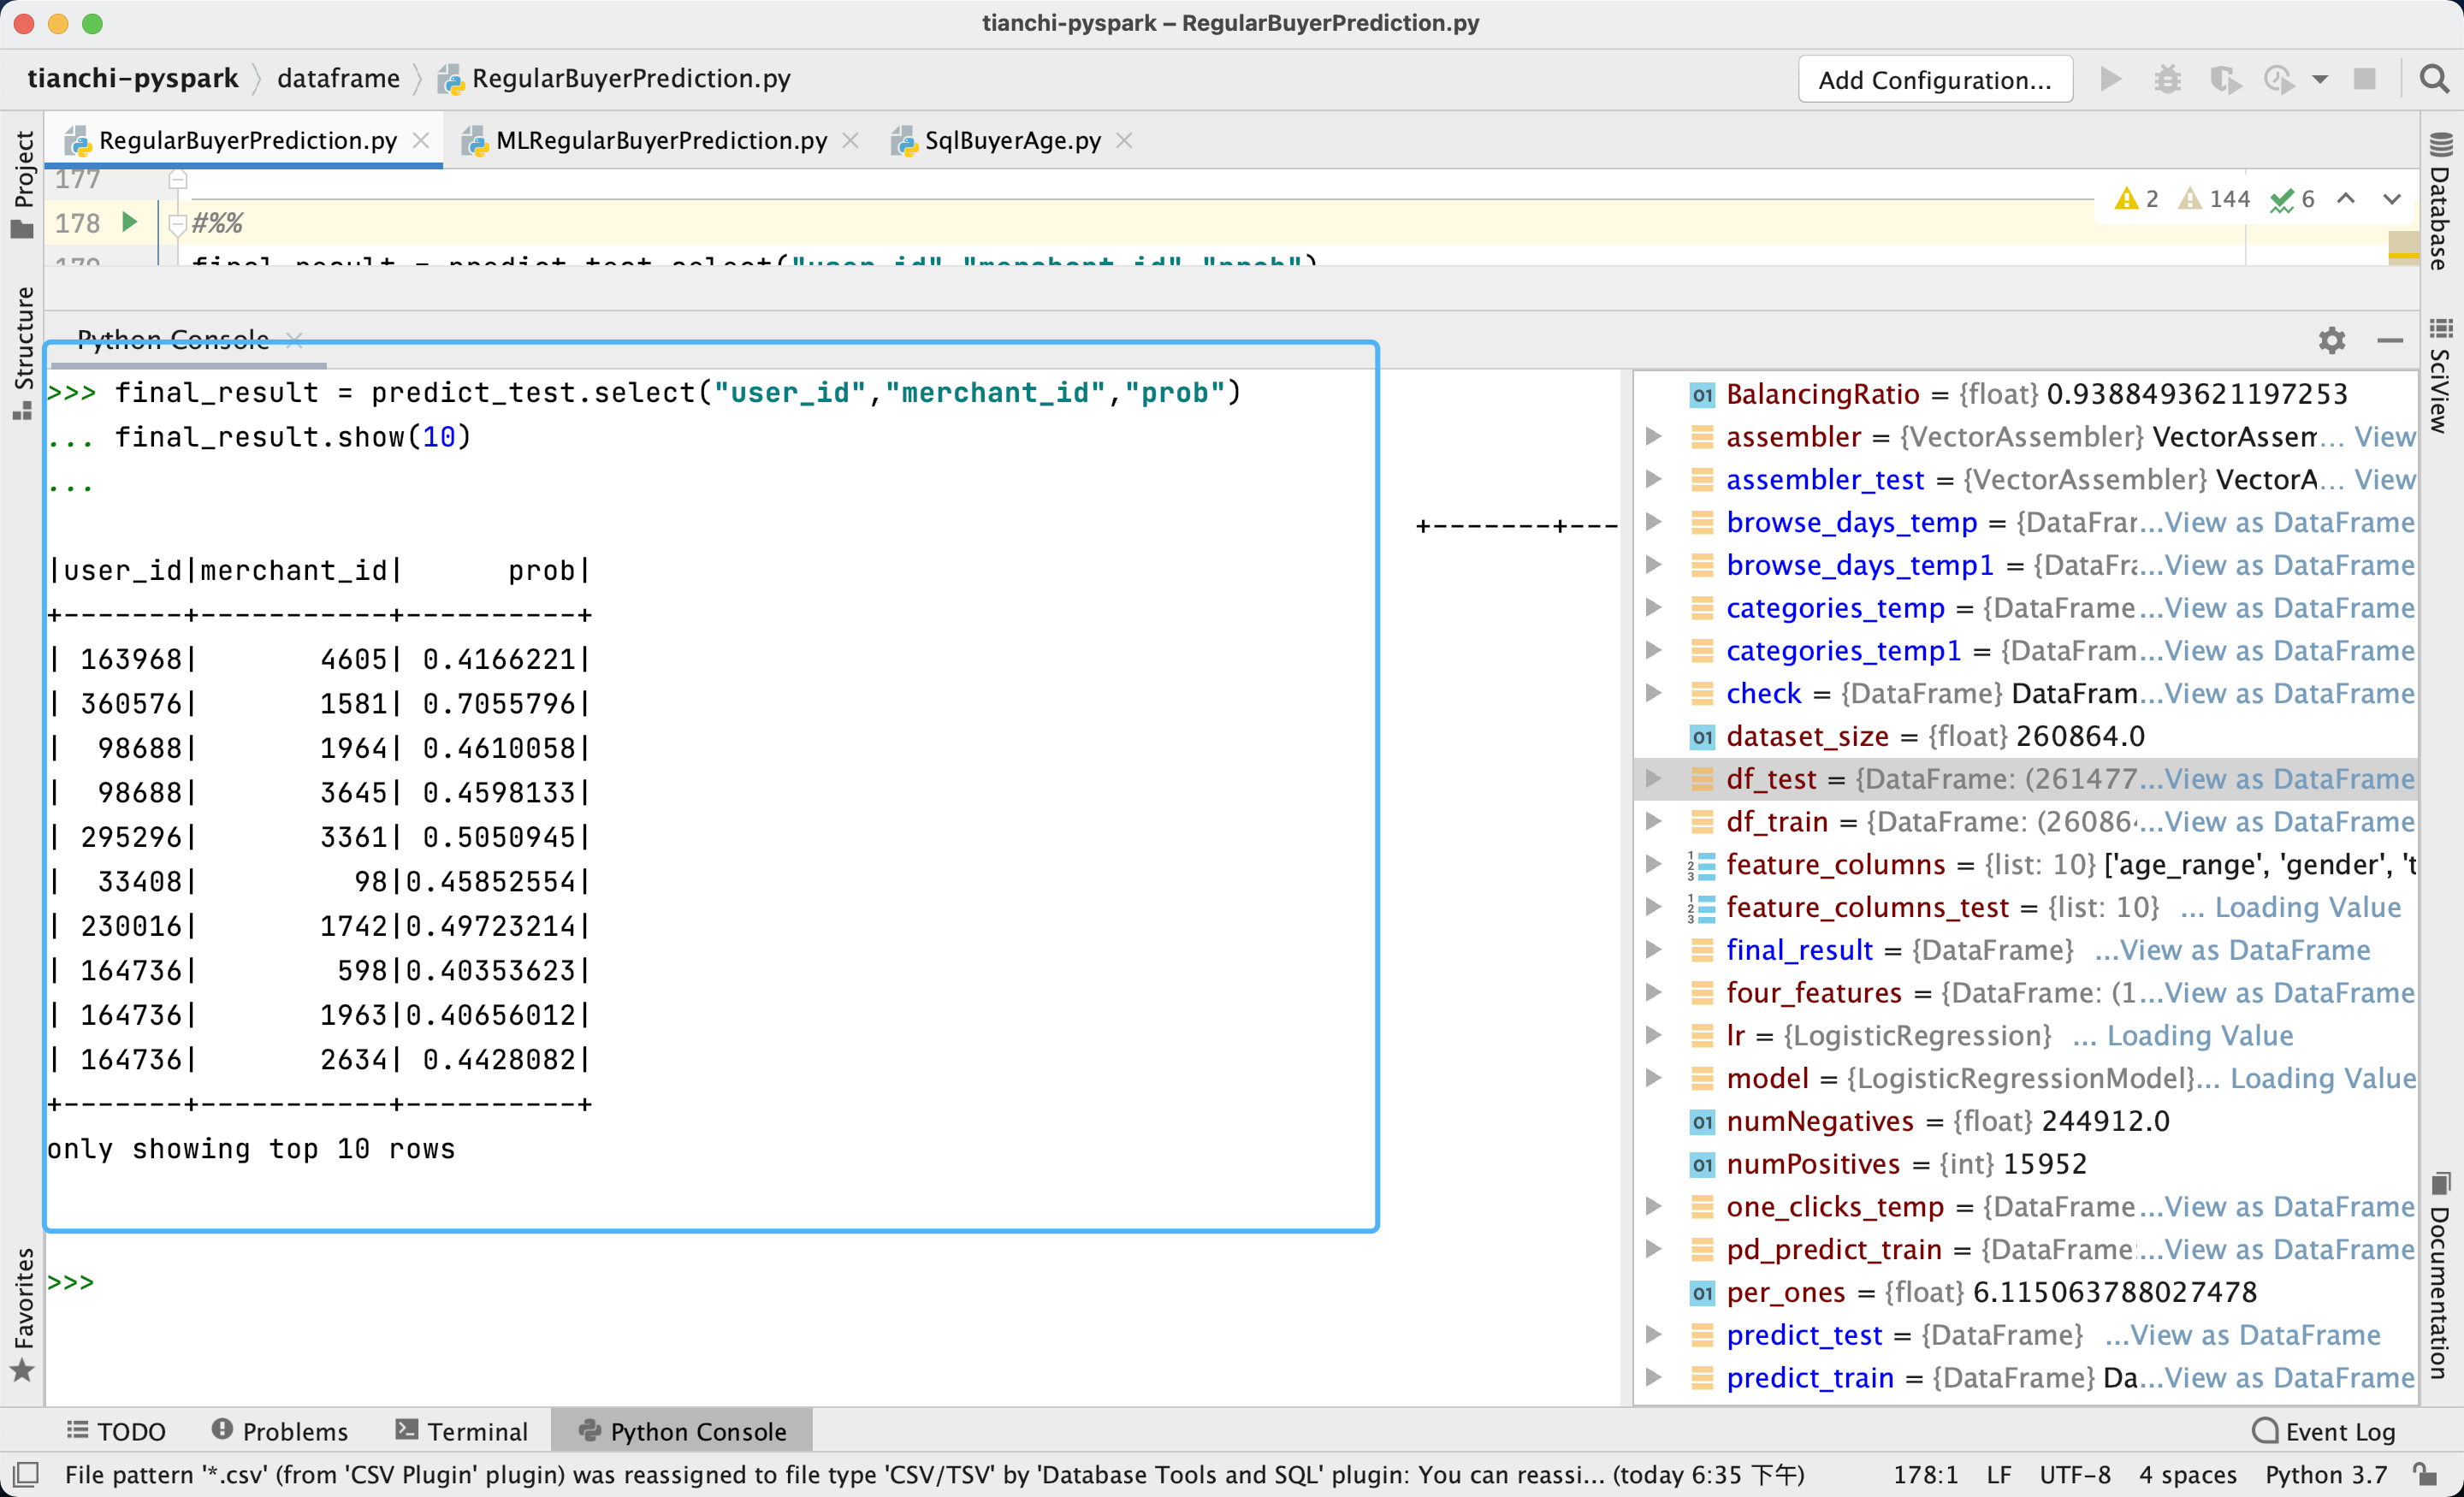 tianchi-pyspark – RegularBuyerPrediction.py
tianchi-pyspark dataframe RegularBuyerPrediction.py Add Configuration...
RegularBuyerPrediction.py MLRegularBuyerPrediction.py SqlBuyerAge.py
Project
Structure
Favorites
Database
SciView
Documentation
177
2 144 6
178 #%%
179 final_result = predict_test.select("user_id","merchant_id","prob")
Python Console
>>> final_result = predict_test.select("user_id","merchant_id","prob")
... final_result.show(10)
...
+-------+---
|user_id|merchant_id|      prob|
+-------+-----------+----------+
| 163968|       4605| 0.4166221|
| 360576|       1581| 0.7055796|
|  98688|       1964| 0.4610058|
|  98688|       3645| 0.4598133|
| 295296|       3361| 0.5050945|
|  33408|         98|0.45852554|
| 230016|       1742|0.49723214|
| 164736|        598|0.40353623|
| 164736|       1963|0.40656012|
| 164736|       2634| 0.4428082|
+-------+-----------+----------+
only showing top 10 rows
>>>
01 BalancingRatio = {float} 0.9388493621197253
assembler = {VectorAssembler} VectorAssem... View
assembler_test = {VectorAssembler} VectorA... View
browse_days_temp = {DataFrar...View as DataFrame
browse_days_temp1 = {DataFra...View as DataFrame
categories_temp = {DataFrame...View as DataFrame
categories_temp1 = {DataFram...View as DataFrame
check = {DataFrame} DataFram...View as DataFrame
01 dataset_size = {float} 260864.0
df_test = {DataFrame: (261477...View as DataFrame
df_train = {DataFrame: (26086...View as DataFrame
feature_columns = {list: 10} ['age_range', 'gender', 't
feature_columns_test = {list: 10} ... Loading Value
final_result = {DataFrame} ...View as DataFrame
four_features = {DataFrame: (1...View as DataFrame
lr = {LogisticRegression} ... Loading Value
model = {LogisticRegressionModel}... Loading Value
01 numNegatives = {float} 244912.0
01 numPositives = {int} 15952
one_clicks_temp = {DataFrame...View as DataFrame
pd_predict_train = {DataFrame:...View as DataFrame
01 per_ones = {float} 6.115063788027478
predict_test = {DataFrame} ...View as DataFrame
predict_train = {DataFrame} Da...View as DataFrame
TODO Problems Terminal Python Console Event Log
File pattern '*.csv' (from 'CSV Plugin' plugin) was reassigned to file type 'CSV/TSV' by 'Database Tools and SQL' plugin: You can reassi... (today 6:35 下午) 178:1 LF UTF-8 4 spaces Python 3.7